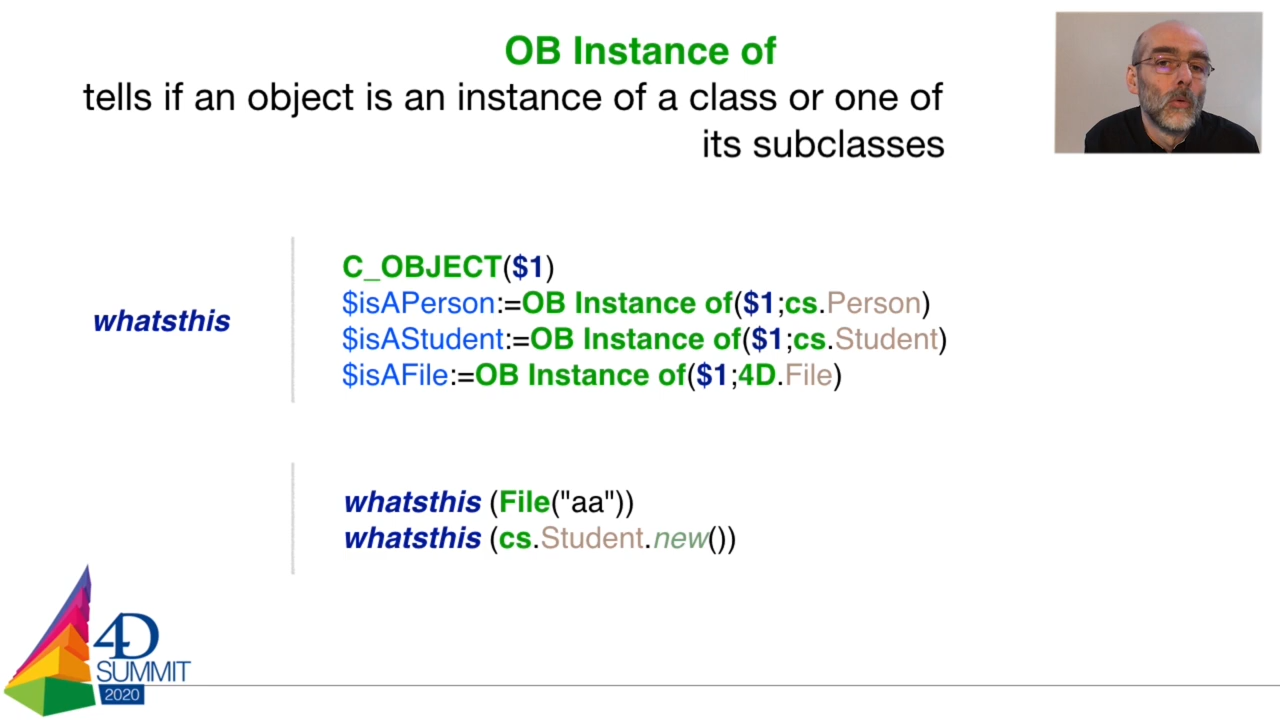 OB Instance of
tells if an object is an instance of a class or one of
its subclasses
whatsthis
C_OBJECT($1)
$isAPerson:=OB Instance of($1;cs.Person)
$isAStudent:=OB Instance of($1;cs.Student)
$isAFile:=OB Instance of($1;4D.File)
whatsthis (File("aa"))
whatsthis (cs.Student.new())
4D
SUMMIT
2020